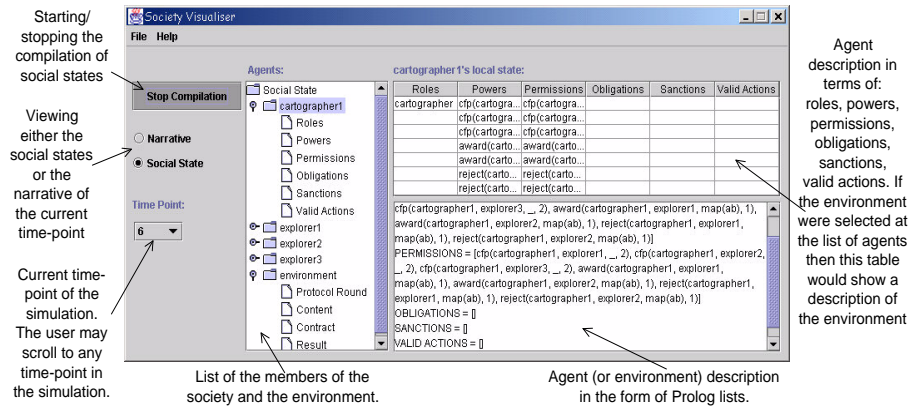 Starting/
stopping the
compilation of
social states
Viewing
either the
social states
or the
narrative of
the current
time-point
Current time-
point of the
simulation.
The user may
scroll to any
time-point in
the simulation.
Society Visualiser
File Help
Stop Compilation
Narrative
Social State
Time Point:
6
Agents:
Social State
cartographer1
Roles
Powers
Permissions
Obligations
Sanctions
Valid Actions
explorer1
explorer2
explorer3
environment
Protocol Round
Content
Contract
Result
cartographer1's local state:
Roles Powers Permissions Obligations Sanctions Valid Actions
cartographer cfp(cartogra... cfp(cartogra...
cfp(cartogra... cfp(cartogra...
cfp(cartogra... cfp(cartogra...
award(carto... award(carto...
award(carto... award(carto...
reject(carto... reject(carto...
reject(carto... reject(carto...
cfp(cartographer1, explorer3, _, 2), award(cartographer1, explorer1, map(ab), 1),
award(cartographer1, explorer2, map(ab), 1), reject(cartographer1, explorer1,
map(ab), 1), reject(cartographer1, explorer2, map(ab), 1)]
PERMISSIONS = [cfp(cartographer1, explorer1, _, 2), cfp(cartographer1, explorer2,
_, 2), cfp(cartographer1, explorer3, _, 2), award(cartographer1, explorer1,
map(ab), 1), award(cartographer1, explorer2, map(ab), 1), reject(cartographer1,
explorer1, map(ab), 1), reject(cartographer1, explorer2, map(ab), 1)]
OBLIGATIONS = []
SANCTIONS = []
VALID ACTIONS = []
Agent
description in
terms of:
roles, powers,
permissions,
obligations,
sanctions,
valid actions. If
the environment
were selected at
the list of agents
then this table
would show a
description of
the environment
List of the members of the
society and the environment.
Agent (or environment) description
in the form of Prolog lists.